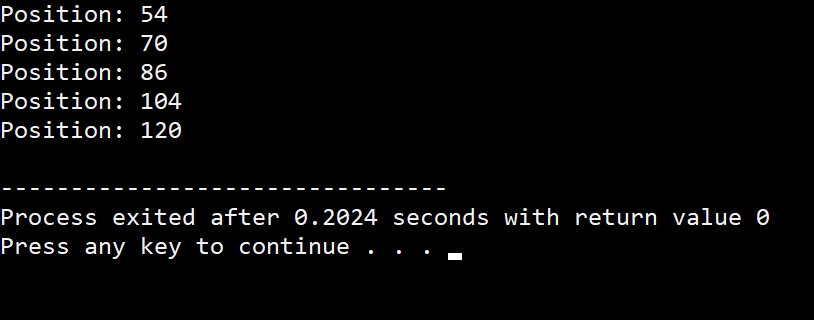 Position: 54
Position: 70
Position: 86
Position: 104
Position: 120
--------------------------------
Process exited after 0.2024 seconds with return value 0
Press any key to continue . . .